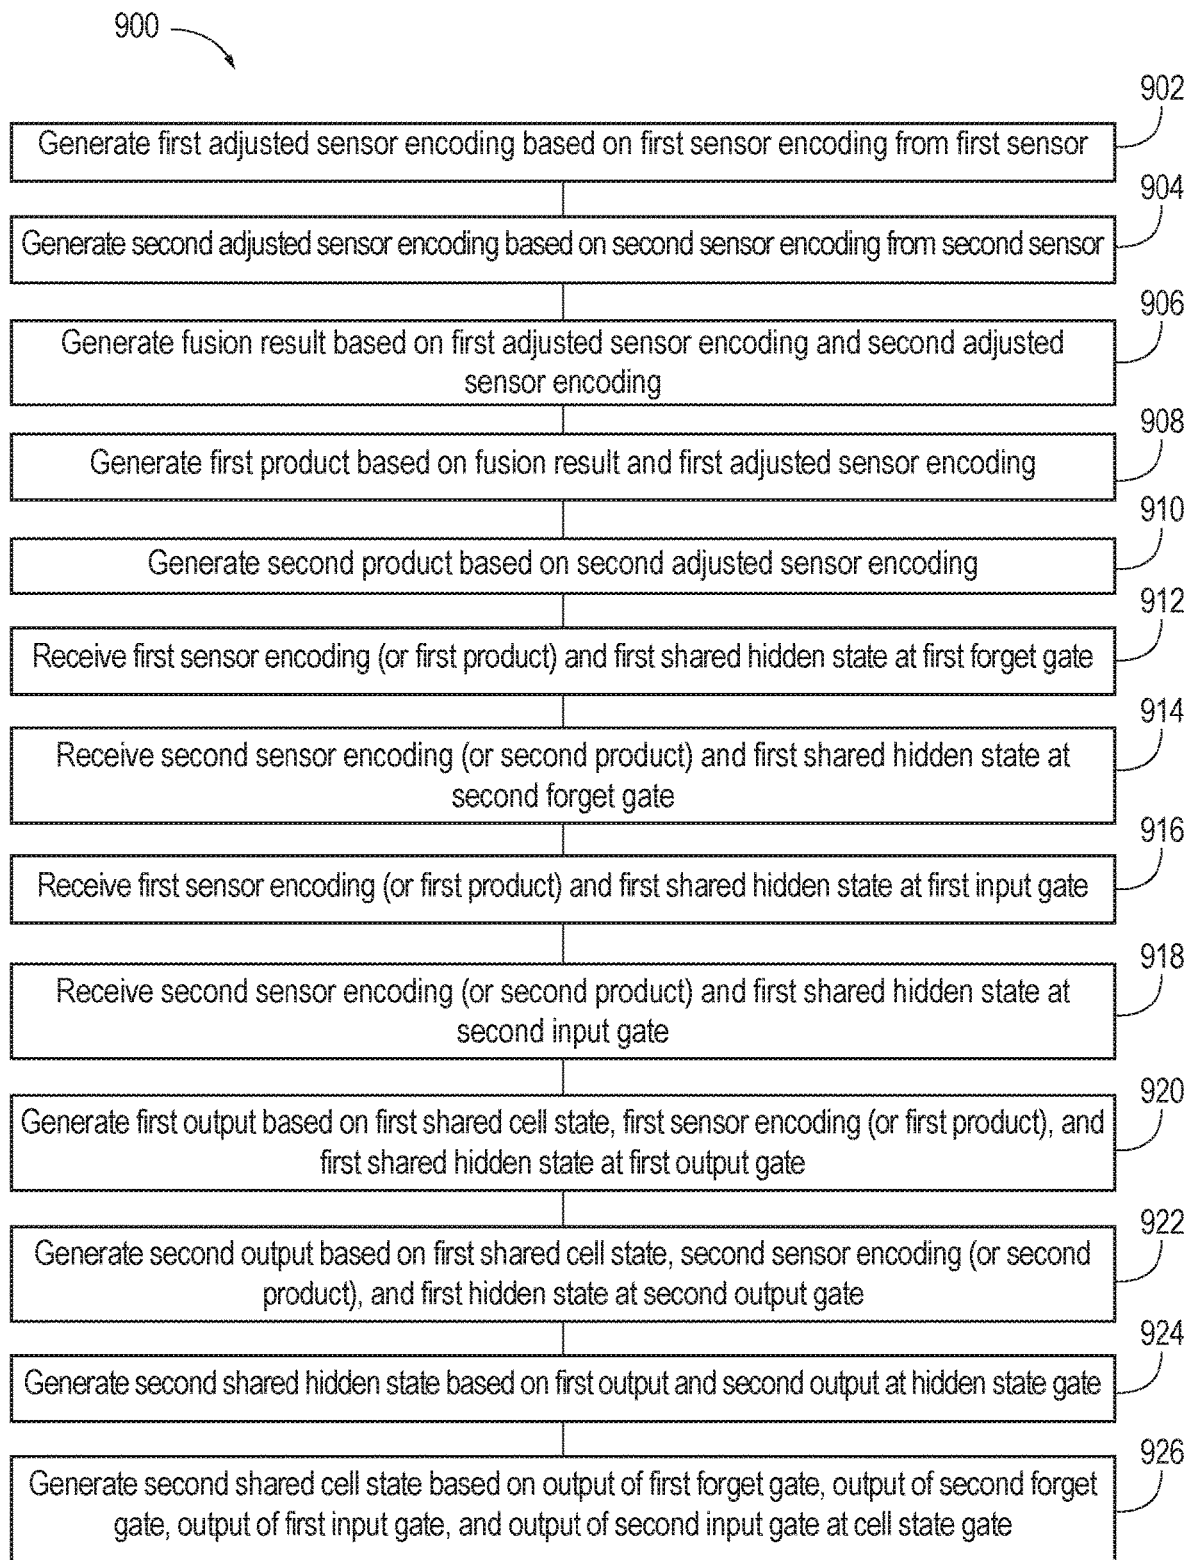 900
902
Generate first adjusted sensor encoding based on first sensor encoding from first sensor
904
Generate second adjusted sensor encoding based on second sensor encoding from second sensor
906
Generate fusion result based on first adjusted sensor encoding and second adjusted
sensor encoding
908
Generate first product based on fusion result and first adjusted sensor encoding
910
Generate second product based on second adjusted sensor encoding
912
Receive first sensor encoding (or first product) and first shared hidden state at first forget gate
914
Receive second sensor encoding (or second product) and first shared hidden state at
second forget gate
916
Receive first sensor encoding (or first product) and first shared hidden state at first input gate
918
Receive second sensor encoding (or second product) and first shared hidden state at
second input gate
920
Generate first output based on first shared cell state, first sensor encoding (or first product), and
first shared hidden state at first output gate
922
Generate second output based on first shared cell state, second sensor encoding (or second
product), and first hidden state at second output gate
924
Generate second shared hidden state based on first output and second output at hidden state gate
926
Generate second shared cell state based on output of first forget gate, output of second forget
gate, output of first input gate, and output of second input gate at cell state gate